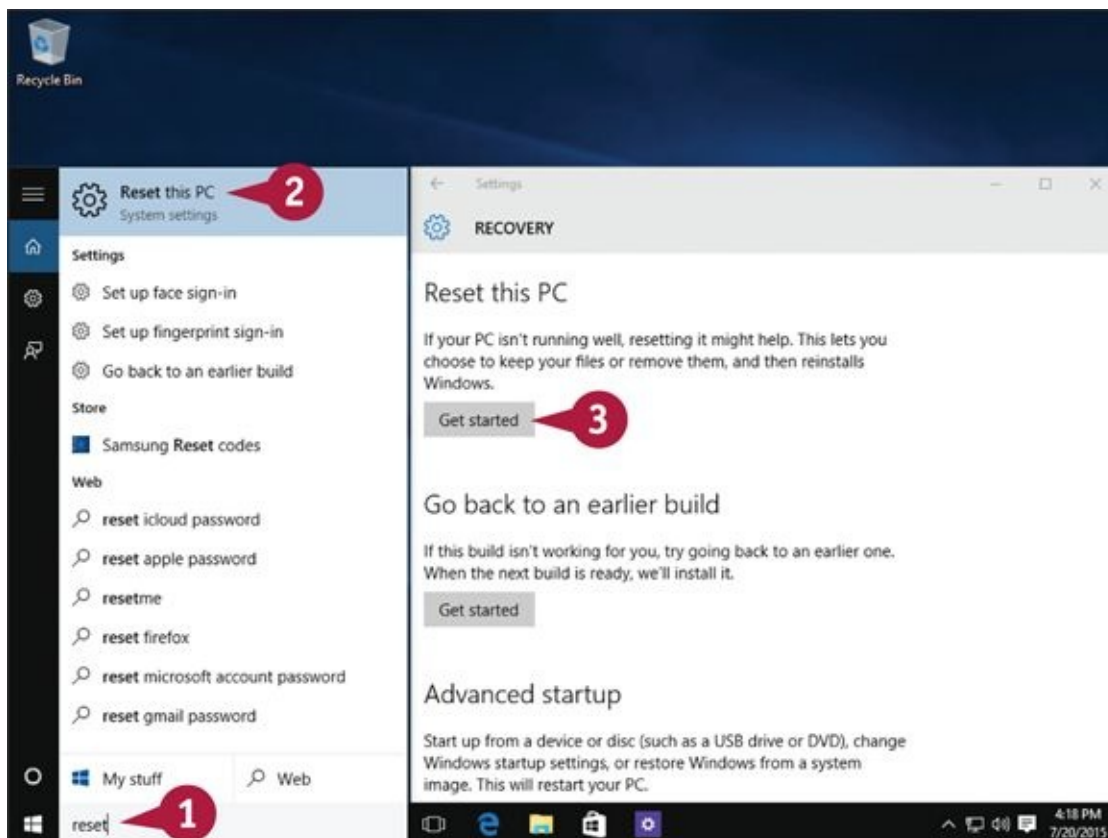 Recycle Bin
Reset this PC
System settings
2
Settings
Set up face sign-in
Set up fingerprint sign-in
Go back to an earlier build
Store
Samsung Reset codes
Web
reset icloud password
reset apple password
resetme
reset firefox
reset microsoft account password
reset gmail password
My stuff
Web
reset
1
Settings
RECOVERY
Reset this PC
If your PC isn't running well, resetting it might help. This lets you
choose to keep your files or remove them, and then reinstalls
Windows.
Get started
3
Go back to an earlier build
If this build isn't working for you, try going back to an earlier one.
When the next build is ready, we'll install it.
Get started
Advanced startup
Start up from a device or disc (such as a USB drive or DVD), change
Windows startup settings, or restore Windows from a system
image. This will restart your PC.
4:18 PM
7/20/2015